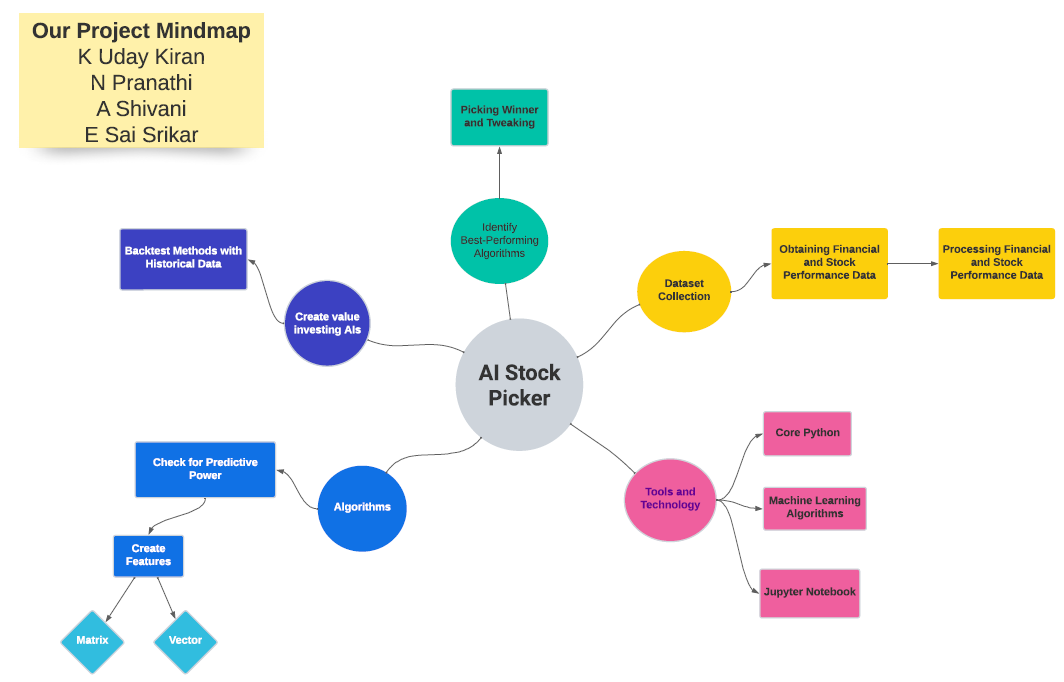 Our Project Mindmap
K Uday Kiran
N Pranathi
A Shivani
E Sai Srikar
Picking Winner
and Tweaking
Identify
Best-Performing
Algorithms
Backtest Methods with
Historical Data
Create value
investing AIs
Dataset
Collection
Obtaining Financial
and Stock
Performance Data
Processing Financial
and Stock
Performance Data
AI Stock
Picker
Check for Predictive
Power
Algorithms
Create
Features
Matrix
Vector
Tools and
Technology
Core Python
Machine Learning
Algorithms
Jupyter Notebook